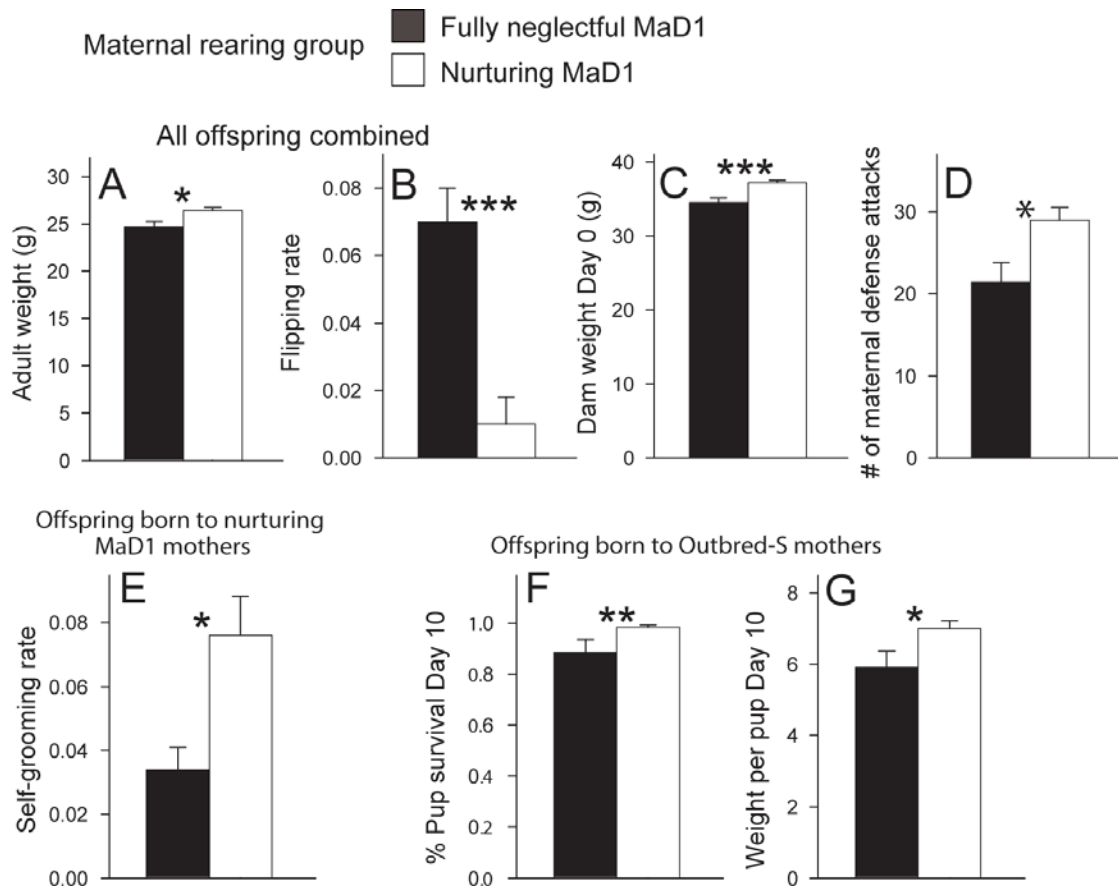 Maternal rearing group
Fully neglectful MaD1
Nurturing MaD1
All offspring combined
A
*
Adult weight (g)
30
25
20
15
10
5
0
B
***
Flipping rate
0.08
0.06
0.04
0.02
0.00
C
***
Dam weight Day 0 (g)
40
30
20
10
0
D
*
# of maternal defense attacks
30
20
10
0
Offspring born to nurturing
MaD1 mothers
E
*
Self-grooming rate
0.08
0.06
0.04
0.02
0.00
Offspring born to Outbred-S mothers
F
**
% Pup survival Day 10
1.0
0.8
0.6
0.4
0.2
0.0
G
*
Weight per pup Day 10
8
6
4
2
0